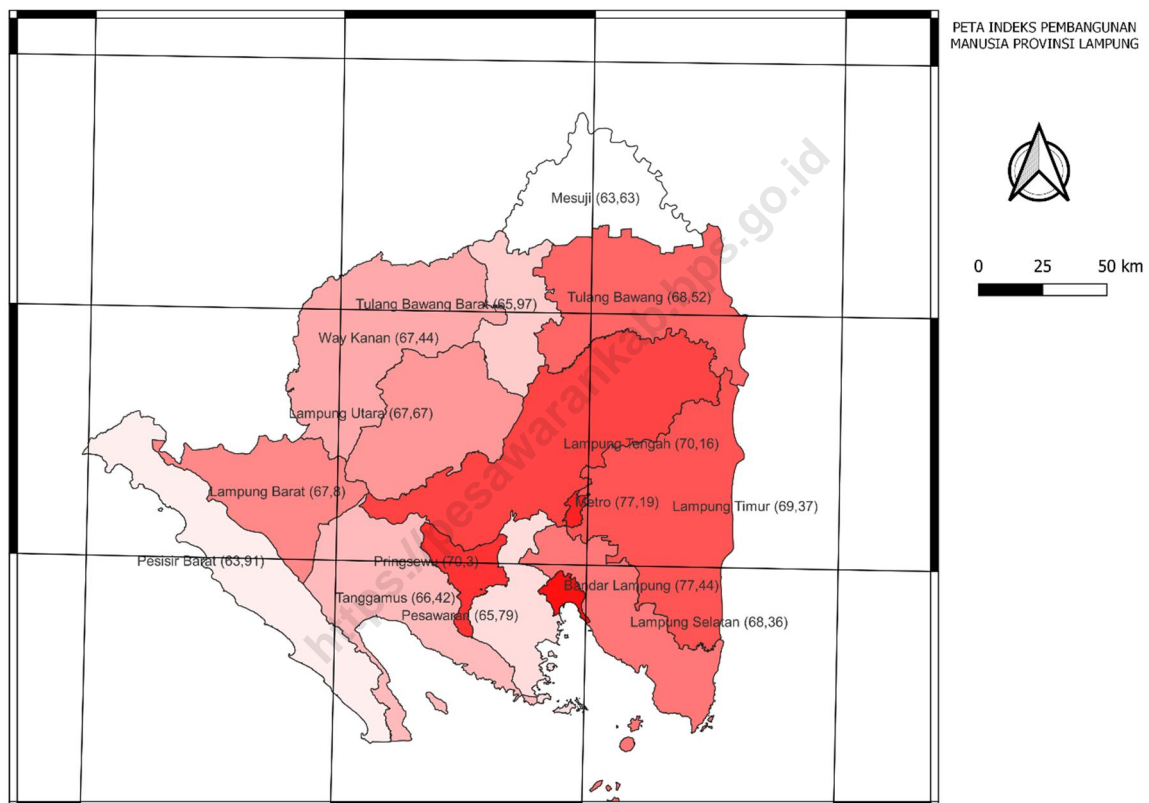 PETA INDEKS PEMBANGUNAN
MANUSIA PROVINSI LAMPUNG
Mesuji (63,63)
0 25 50 km
Tulang Bawang Barat (65,97)
Tulang Bawang (68,52)
Way Kanan (67,44)
Lampung Utara (67,67)
Lampung Tengah (70,16)
Lampung Barat (67,8)
Metro (77,19)
Lampung Timur (69,37)
Pesisir Barat (63,91)
Pringsewu (70,3)
Bandar Lampung (77,44)
Tanggamus (66,42)
Pesawaran (65,79)
Lampung Selatan (68,36)
https://pesawarankab.bps.go.id